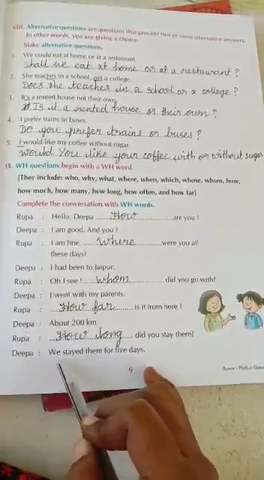 VIII. Alternative questions are questions that provide two or more alternative answers.
In other words, you are giving a choice.
Make alternative questions.
1. We could eat at home or at a restaurant.
Shall we eat at home or at a restaurant?
2. She teaches in a school, not a college.
Does she teaches in a school or a college?
3. It's a rented house not their own.
Is it a rented house or their own?
4. I prefer trains to buses.
Do you prefer trains or buses?
5. I would like my coffee without sugar.
Would You like your coffee with or without sugar
IX. WH questions begin with a WH word.
[They include: who, why, what, where, when, which, whose, whom, how,
how much, how many, how long, how often, and how far]
Complete the conversation with WH words.
Rupa : Hello, Deepa ... How ... are you?
Deepa : I am good. And you?
Rupa : I am fine. ... where ... were you all
these days?
Deepa : I had been to Jaipur.
Rupa : Oh I see! ... whom ... did you go with?
Deepa : I went with my parents.
Rupa : ... How far ... is it from here?
Deepa : About 200 km.
Rupa : ... How long ... did you stay there?
Deepa : We stayed there for five days.
9